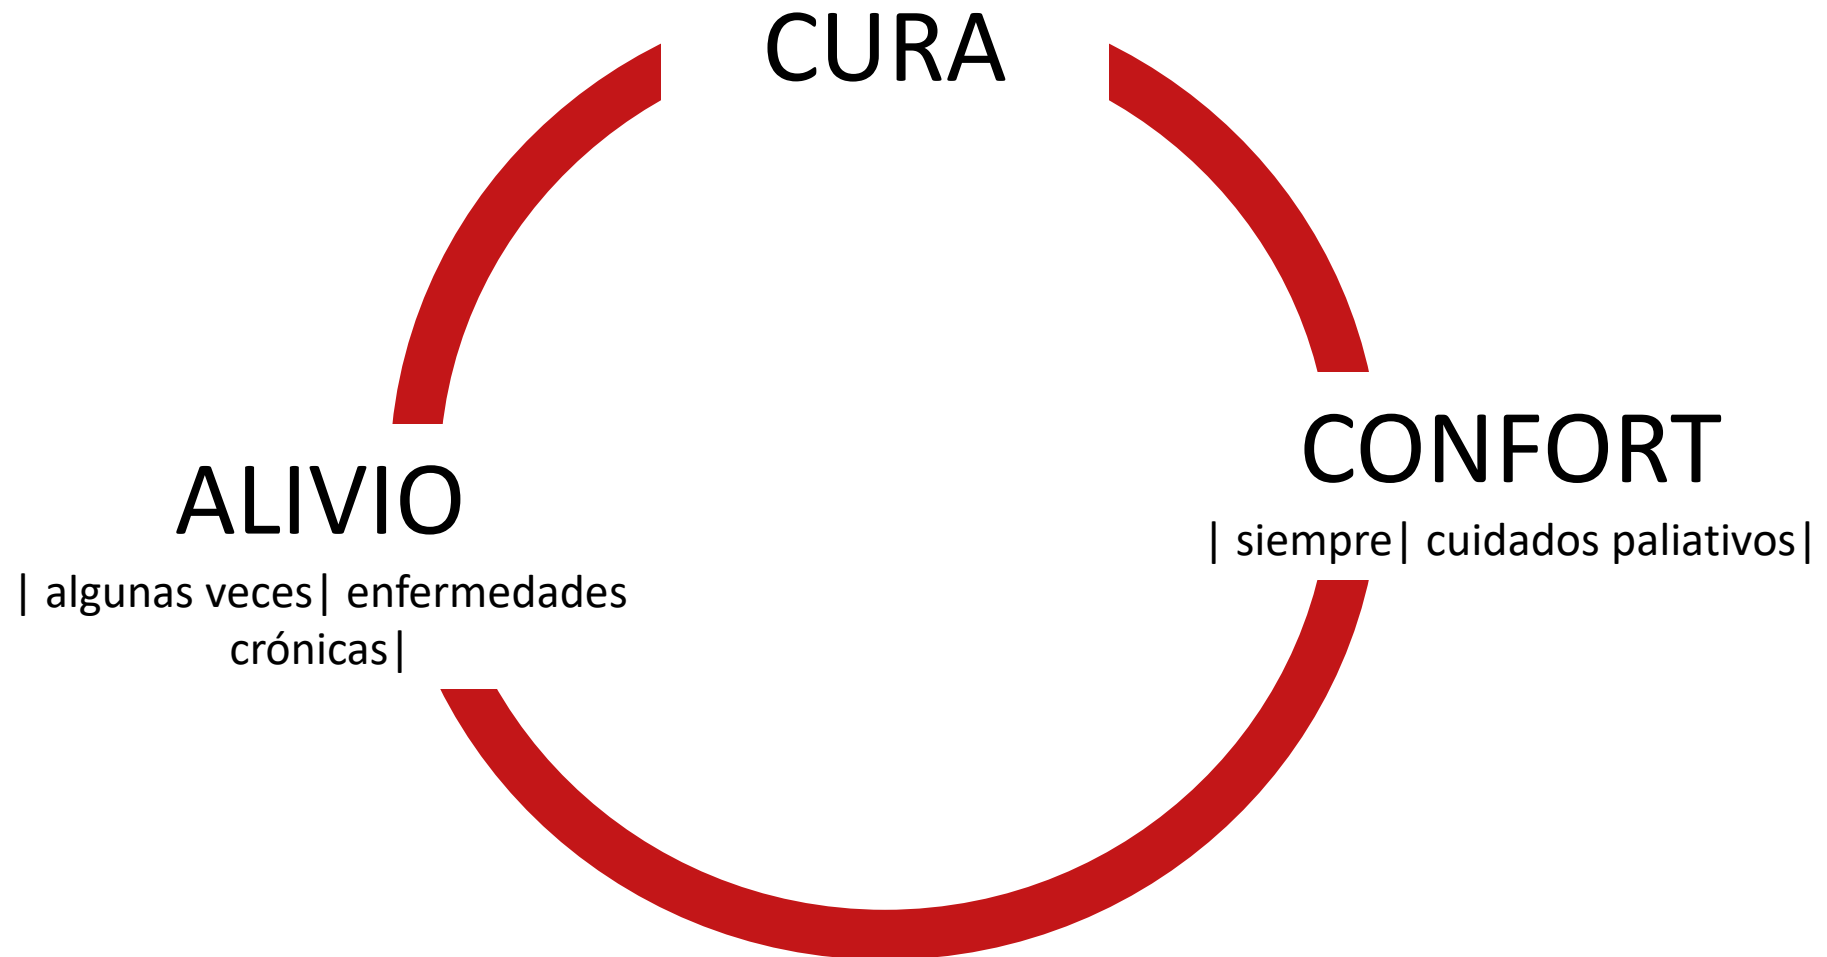 CURA
CONFORT
| siempre| cuidados paliativos|
ALIVIO
| algunas veces| enfermedades
crónicas|